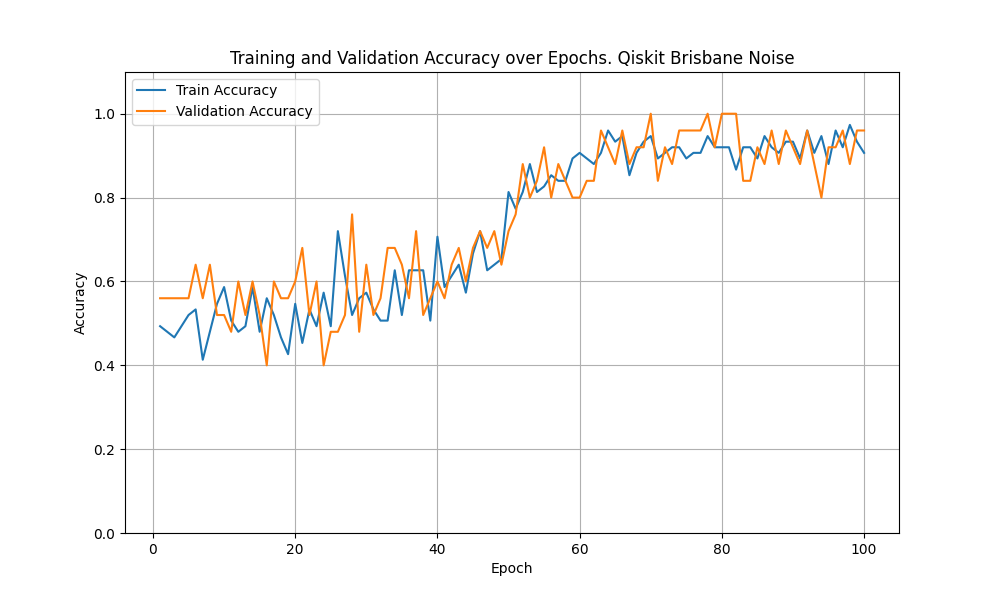 Training and Validation Accuracy over Epochs. Qiskit Brisbane Noise
Train Accuracy
Validation Accuracy
Accuracy
1.0
0.8
0.6
0.4
0.2
0.0
0 20 40 60 80 100
Epoch